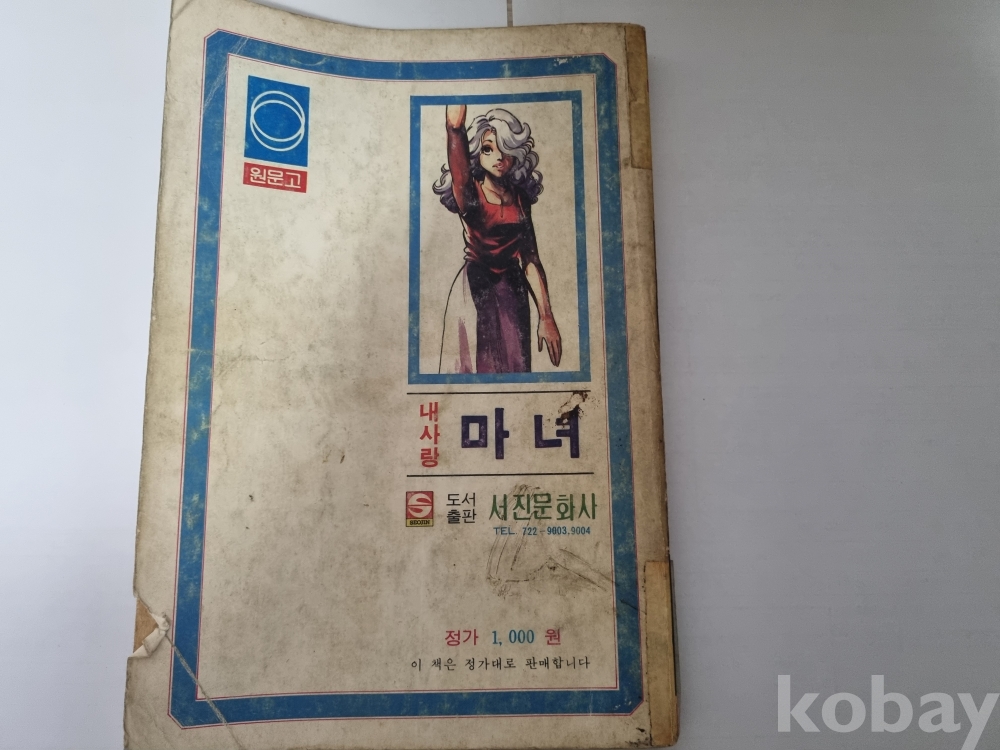 원문고
내사랑
마녀
SEOJIN
도서출판
서진문화사
TEL. 722-9003, 9004
정가 1,000 원
이 책은 정가대로 판매합니다
kobay